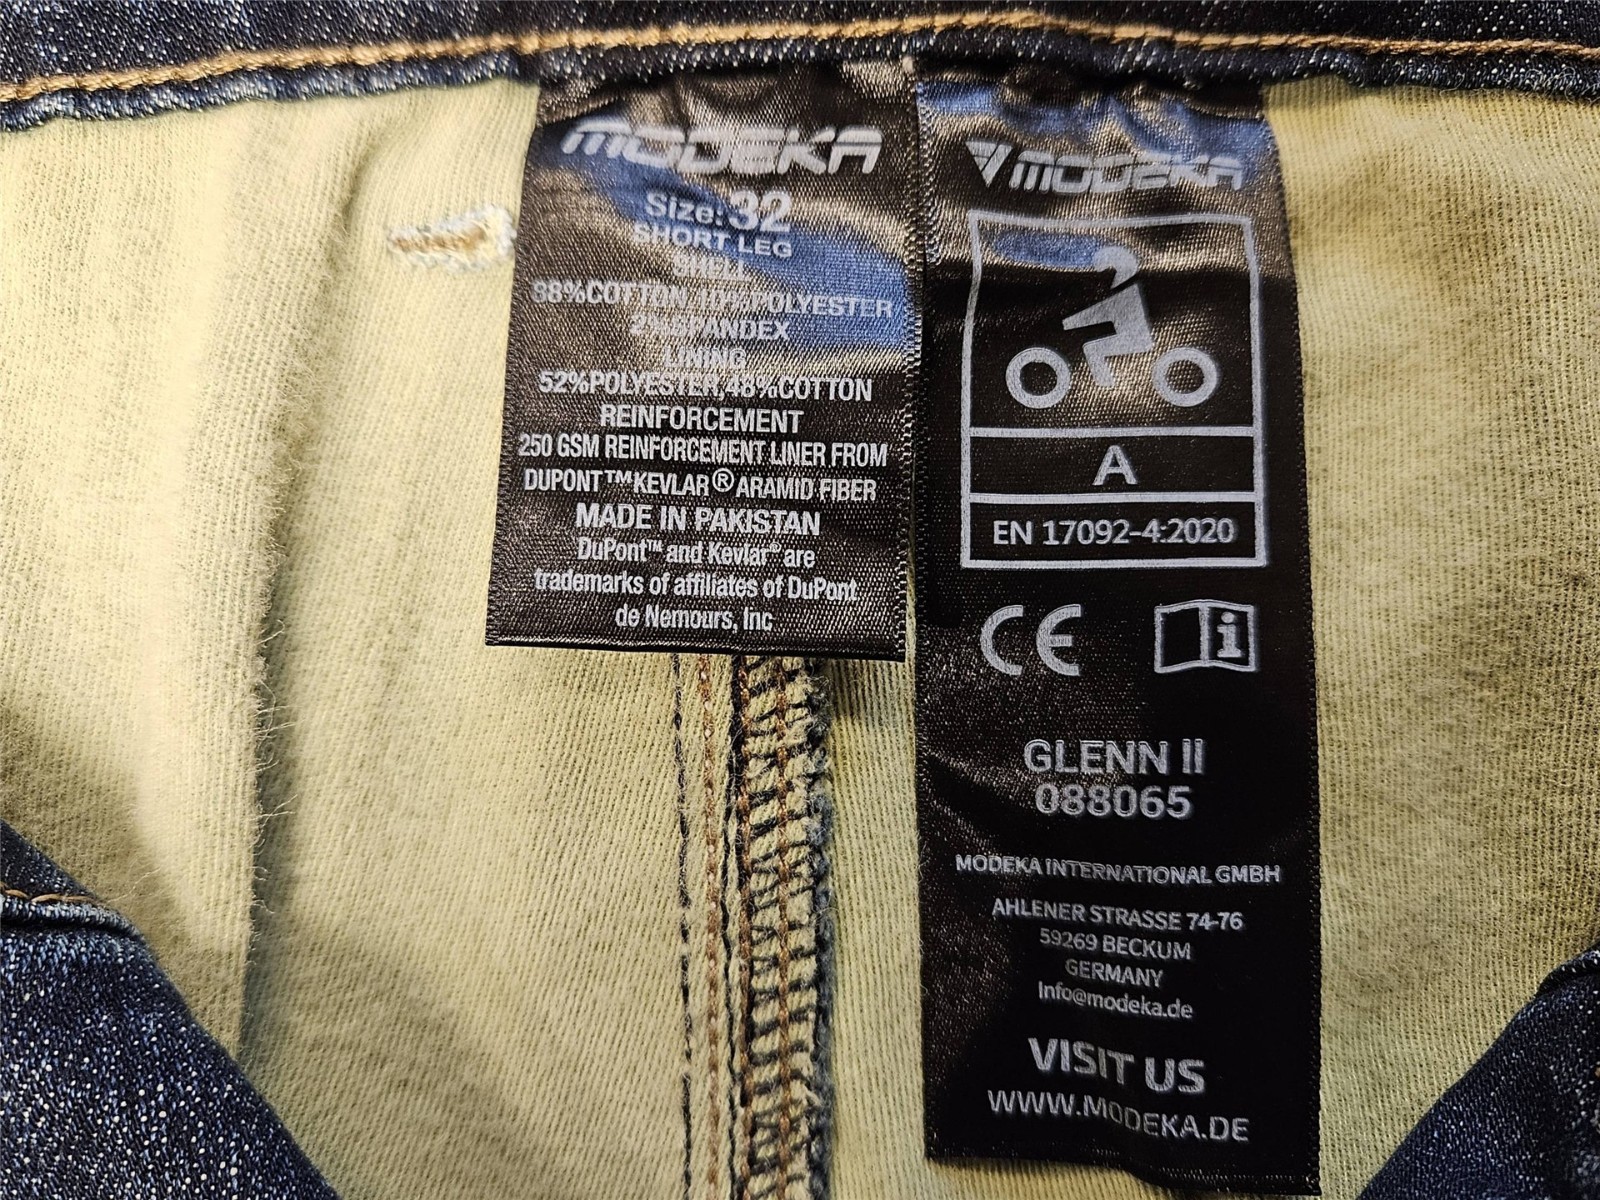 MODEKA
Size: 32
SHORT LEG
SHELL
88%COTTON,10%POLYESTER
2%SPANDEX
LINING
52%POLYESTER,48%COTTON
REINFORCEMENT
250 GSM REINFORCEMENT LINER FROM
DUPONT™KEVLAR® ARAMID FIBER
MADE IN PAKISTAN
DuPont™ and Kevlar® are
trademarks of affiliates of DuPont
de Nemours, Inc
MODEKA
A
EN 17092-4:2020
CE i
GLENN II
088065
MODEKA INTERNATIONAL GMBH
AHLENER STRASSE 74-76
59269 BECKUM
GERMANY
Info@modeka.de
VISIT US
WWW.MODEKA.DE